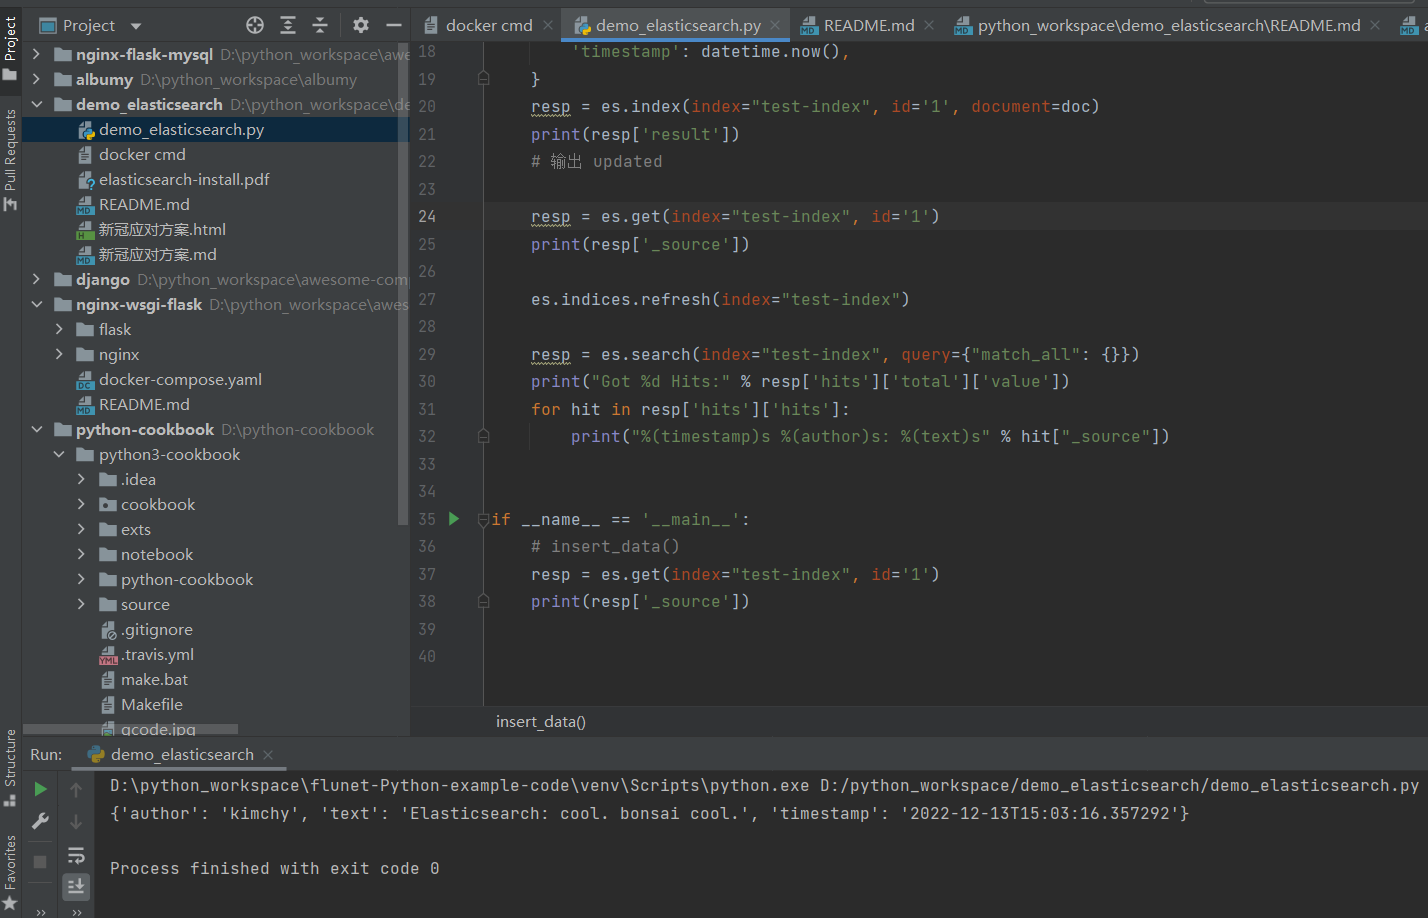 Project
docker cmd
demo_elasticsearch.py
README.md
python_workspace\demo_elasticsearch\README.md
Project
Pull Requests
nginx-flask-mysql D:\python_workspace\awe
albumy D:\python_workspace\albumy
demo_elasticsearch D:\python_workspace\de
demo_elasticsearch.py
docker cmd
elasticsearch-install.pdf
README.md
新冠应对方案.html
新冠应对方案.md
django D:\python_workspace\awesome-com
nginx-wsgi-flask D:\python_workspace\awes
flask
nginx
docker-compose.yaml
README.md
python-cookbook D:\python-cookbook
python3-cookbook
.idea
cookbook
exts
notebook
python-cookbook
source
.gitignore
.travis.yml
make.bat
Makefile
qcode.jpg
18 'timestamp': datetime.now(),
19 }
20 resp = es.index(index="test-index", id='1', document=doc)
21 print(resp['result'])
22 # 输出 updated
23
24 resp = es.get(index="test-index", id='1')
25 print(resp['_source'])
26
27 es.indices.refresh(index="test-index")
28
29 resp = es.search(index="test-index", query={"match_all": {}})
30 print("Got %d Hits:" % resp['hits']['total']['value'])
31 for hit in resp['hits']['hits']:
32 print("%(timestamp)s %(author)s: %(text)s" % hit["_source"])
33
34
35 if __name__ == '__main__':
36 # insert_data()
37 resp = es.get(index="test-index", id='1')
38 print(resp['_source'])
39
40
insert_data()
Structure
Favorites
Run: demo_elasticsearch
D:\python_workspace\flunet-Python-example-code\venv\Scripts\python.exe D:/python_workspace/demo_elasticsearch/demo_elasticsearch.py
{'author': 'kimchy', 'text': 'Elasticsearch: cool. bonsai cool.', 'timestamp': '2022-12-13T15:03:16.357292'}
Process finished with exit code 0